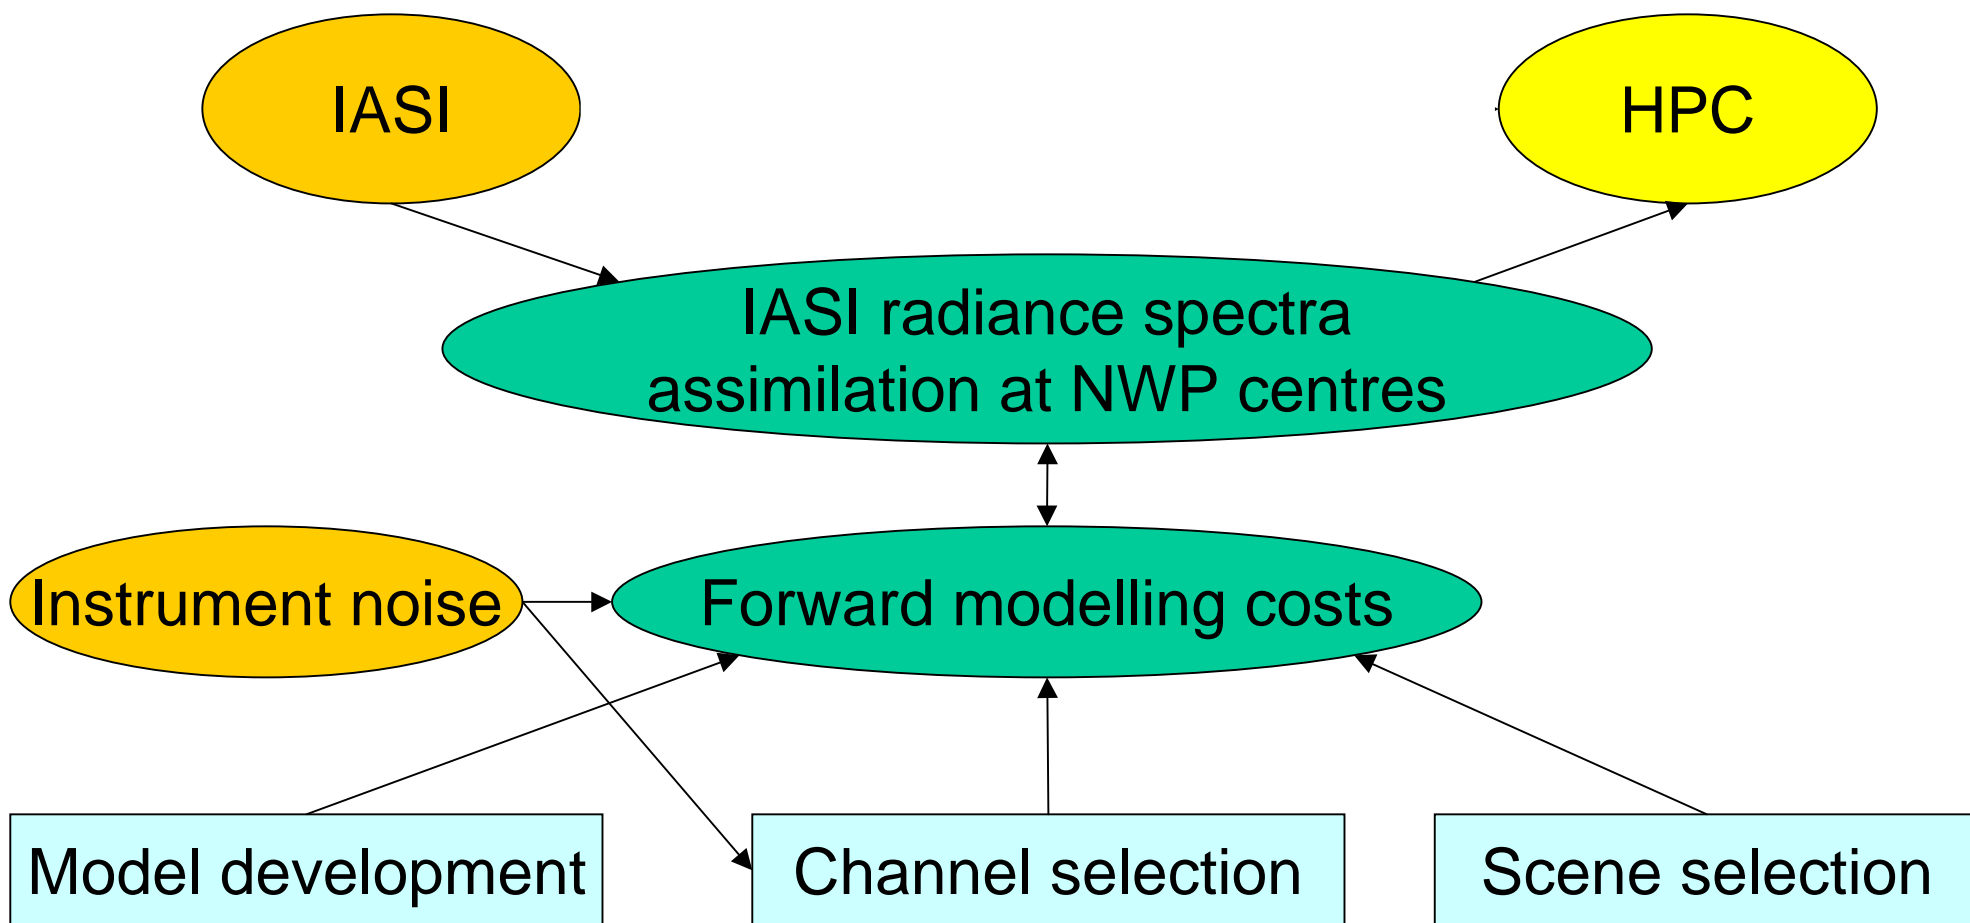 IASI
HPC
IASI radiance spectra
assimilation at NWP centres
Instrument noise
Forward modelling costs
Model development
Channel selection
Scene selection